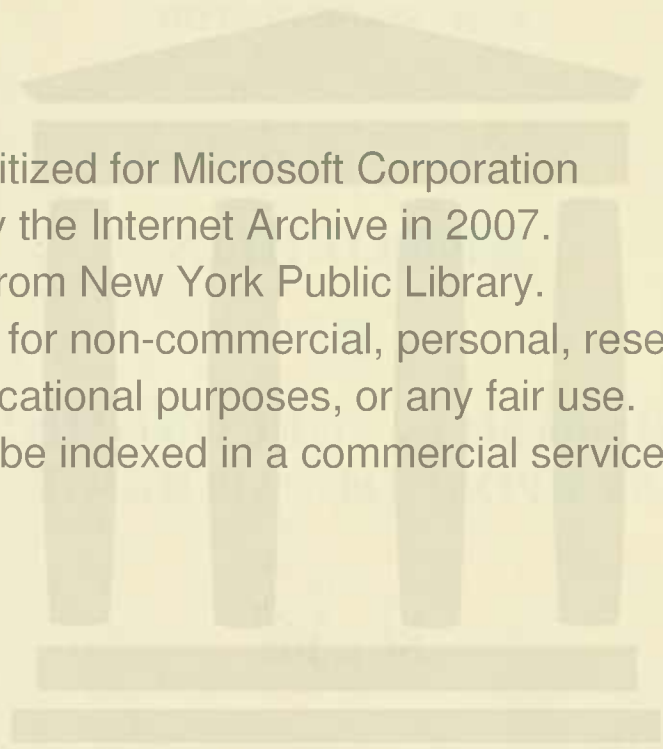 itized for Microsoft Corporation
the Internet Archive in 2007.
rom New York Public Library.
for non-commercial, personal, rese
cational purposes, or any fair use.
be indexed in a commercial service